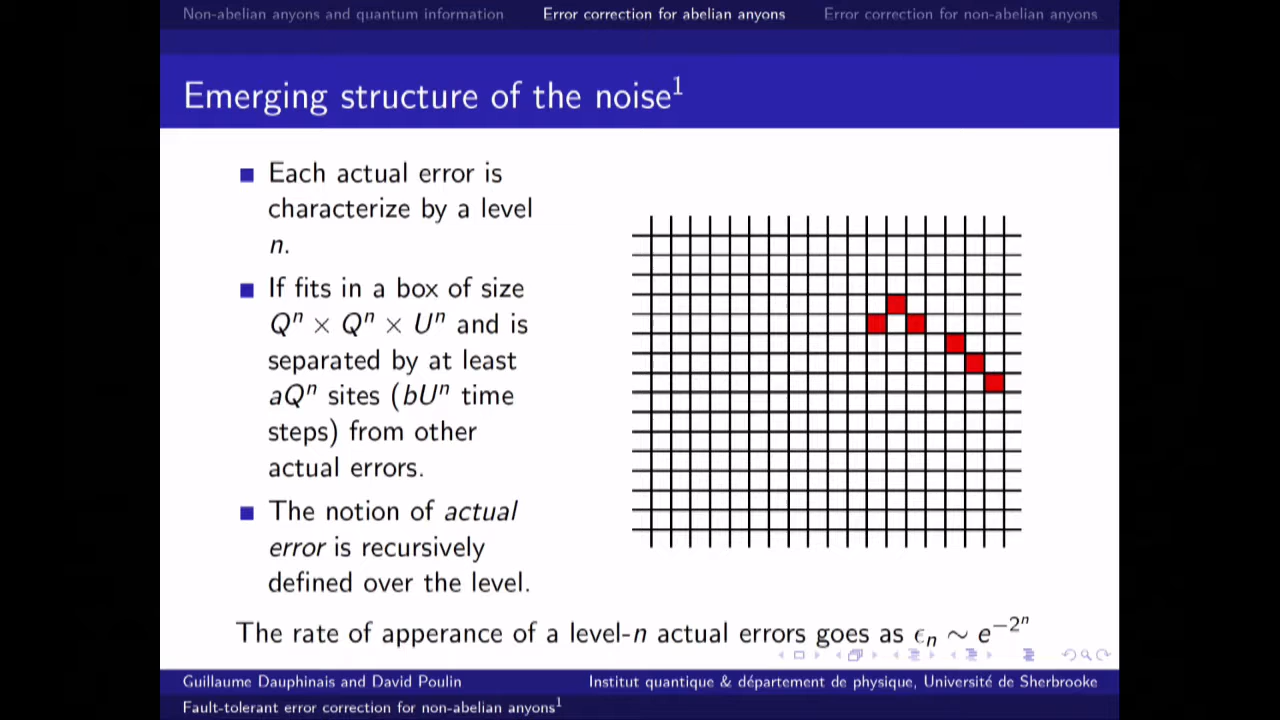 Non-abelian anyons and quantum information Error correction for abelian anyons Error correction for non-abelian anyons
Emerging structure of the noise¹
Each actual error is
characterize by a level
n.
If fits in a box of size
Qⁿ × Qⁿ × Uⁿ and is
separated by at least
aQⁿ sites (bUⁿ time
steps) from other
actual errors.
The notion of actual
error is recursively
defined over the level.
The rate of apperance of a level-n actual errors goes as ϵₙ ∼ e^{−2ⁿ}
Guillaume Dauphinais and David Poulin Institut quantique & département de physique, Université de Sherbrooke
Fault-tolerant error correction for non-abelian anyons¹